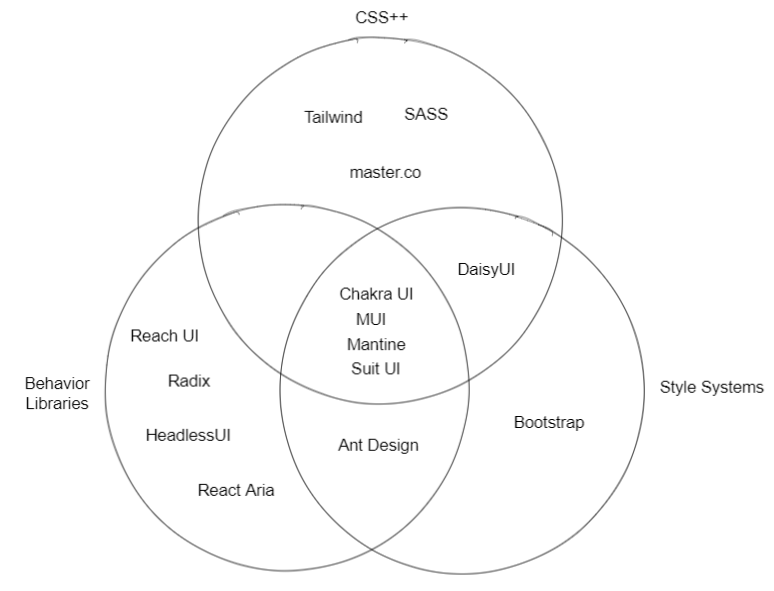 CSS++
Tailwind
SASS
master.co
DaisyUI
Chakra UI
MUI
Mantine
Suit UI
Reach UI
Radix
HeadlessUI
React Aria
Behavior
Libraries
Style Systems
Bootstrap
Ant Design